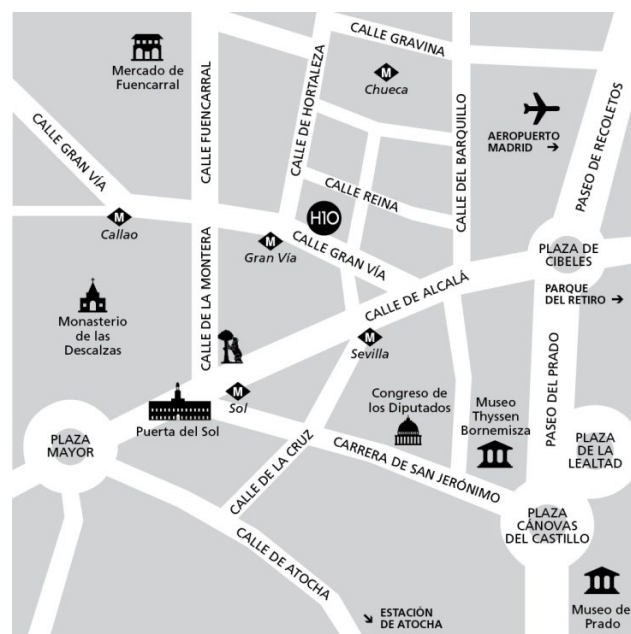 CALLE GRAVINA
Mercado de
Fuencarral
M
Chueca
CALLE FUENCARRAL
CALLE DE HORTALEZA
CALLE DEL BARQUILLO
PASEO DE RECOLETOS
AEROPUERTO
MADRID →
CALLE GRAN VÍA
CALLE REINA
M
Callao
H10
M
Gran Vía
CALLE GRAN VÍA
PLAZA DE
CIBELES
CALLE DE ALCALÁ
PARQUE
DEL RETIRO →
Monasterio
de las
Descalzas
CALLE DE LA MONTERA
M
Sevilla
PASEO DEL PRADO
M
Sol
Congreso de
los Diputados
Museo
Thyssen
Bornemisza
Puerta del Sol
PLAZA
MAYOR
PLAZA
DE LA
LEALTAD
CALLE DE LA CRUZ
CARRERA DE SAN JERÓNIMO
PLAZA
CÁNOVAS
DEL CASTILLO
CALLE DE ATOCHA
↘ ESTACIÓN
DE ATOCHA
Museo de
Prado